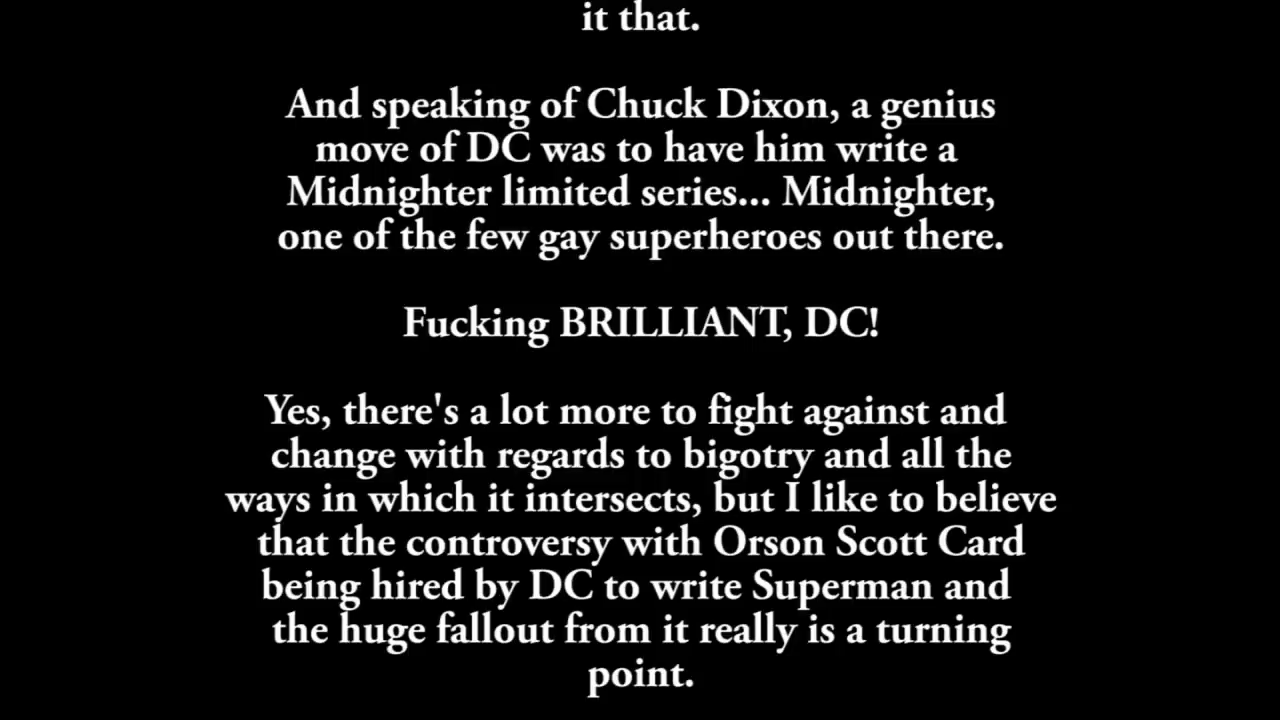 it that.
And speaking of Chuck Dixon, a genius
move of DC was to have him write a
Midnighter limited series... Midnighter,
one of the few gay superheroes out there.
Fucking BRILLIANT, DC!
Yes, there's a lot more to fight against and
change with regards to bigotry and all the
ways in which it intersects, but I like to believe
that the controversy with Orson Scott Card
being hired by DC to write Superman and
the huge fallout from it really is a turning
point.